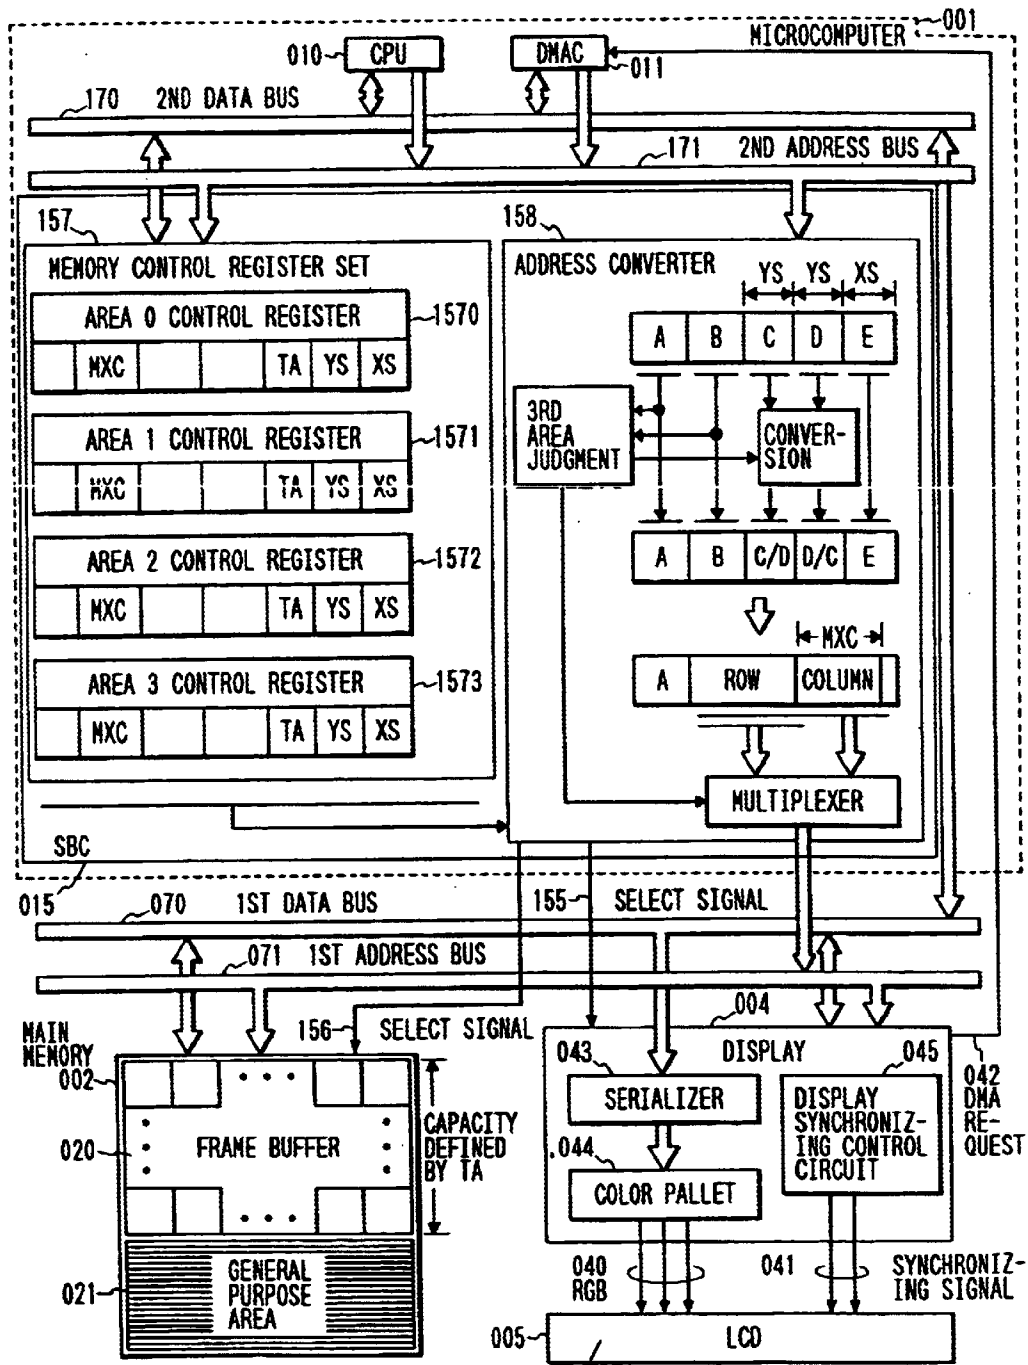 001
MICROCOMPUTER
010
CPU
DMAC
011
170
2ND DATA BUS
171
2ND ADDRESS BUS
157
MEMORY CONTROL REGISTER SET
AREA 0 CONTROL REGISTER
1570
MXC
TA
YS
XS
AREA 1 CONTROL REGISTER
1571
MXC
TA
YS
XS
AREA 2 CONTROL REGISTER
1572
MXC
TA
YS
XS
AREA 3 CONTROL REGISTER
1573
MXC
TA
YS
XS
158
ADDRESS CONVERTER
YS
YS
XS
A
B
C
D
E
3RD
AREA
JUDGMENT
CONVER-
SION
A
B
C/D
D/C
E
MXC
A
ROW
COLUMN
MULTIPLEXER
SBC
015
070
1ST DATA BUS
155
SELECT SIGNAL
071
1ST ADDRESS BUS
156
SELECT SIGNAL
MAIN
MEMORY
002
020
FRAME BUFFER
CAPACITY
DEFINED
BY TA
021
GENERAL
PURPOSE
AREA
004
DISPLAY
043
SERIALIZER
044
COLOR PALLET
045
DISPLAY
SYNCHRONIZ-
ING CONTROL
CIRCUIT
042
DMA
RE-
QUEST
040
RGB
041
SYNCHRONIZ-
ING SIGNAL
005
LCD